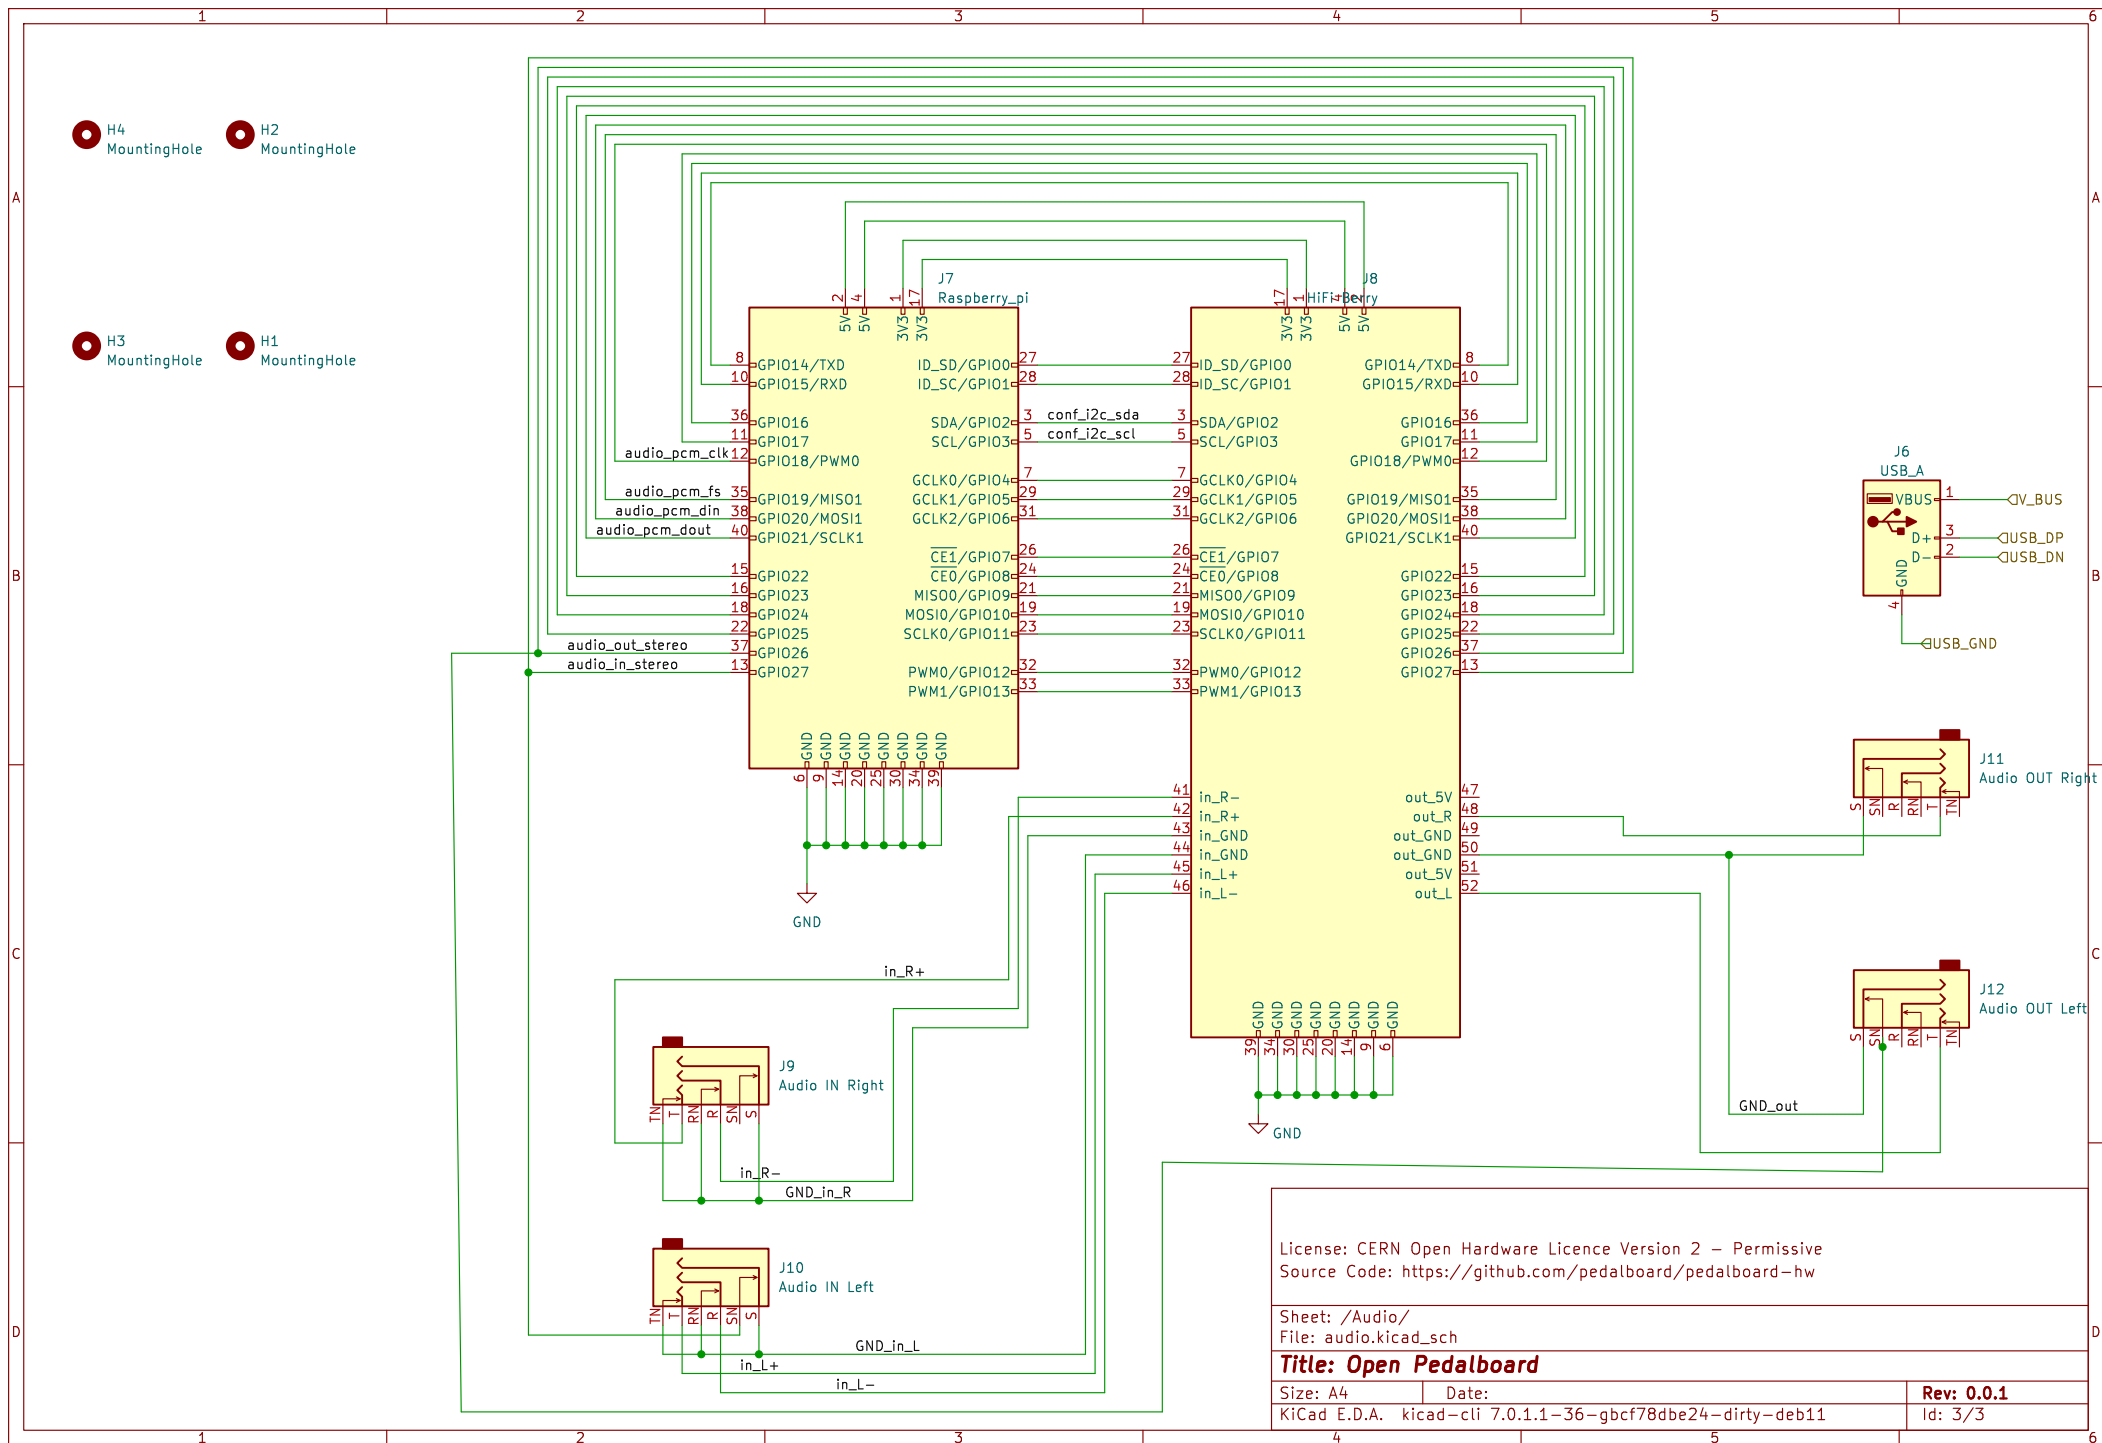 1 2 3 4 5 6
A
B
C
D
H4
MountingHole
H2
MountingHole
H3
MountingHole
H1
MountingHole
J7
Raspberry_pi
2 4 1 17
5V 5V 3V3 3V3
8 GPIO14/TXD
10 GPIO15/RXD
36 GPIO16
11 GPIO17
audio_pcm_clk 12 GPIO18/PWM0
audio_pcm_fs 35 GPIO19/MISO1
audio_pcm_din 38 GPIO20/MOSI1
audio_pcm_dout 40 GPIO21/SCLK1
15 GPIO22
16 GPIO23
18 GPIO24
22 GPIO25
audio_out_stereo 37 GPIO26
audio_in_stereo 13 GPIO27
ID_SD/GPIO0 27
ID_SC/GPIO1 28
SDA/GPIO2 3 conf_i2c_sda
SCL/GPIO3 5 conf_i2c_scl
GCLK0/GPIO4 7
GCLK1/GPIO5 29
GCLK2/GPIO6 31
CE1/GPIO7 26
CE0/GPIO8 24
MISO0/GPIO9 21
MOSI0/GPIO10 19
SCLK0/GPIO11 23
PWM0/GPIO12 32
PWM1/GPIO13 33
GND GND GND GND GND GND GND GND
6 9 14 20 25 30 34 39
GND
J8
HiFi-Berry
17 1 4 2
3V3 3V3 5V 5V
27 ID_SD/GPIO0
28 ID_SC/GPIO1
3 SDA/GPIO2
5 SCL/GPIO3
7 GCLK0/GPIO4
29 GCLK1/GPIO5
31 GCLK2/GPIO6
26 CE1/GPIO7
24 CE0/GPIO8
21 MISO0/GPIO9
19 MOSI0/GPIO10
23 SCLK0/GPIO11
32 PWM0/GPIO12
33 PWM1/GPIO13
41 in_R-
42 in_R+
43 in_GND
44 in_GND
45 in_L+
46 in_L-
GPIO14/TXD 8
GPIO15/RXD 10
GPIO16 36
GPIO17 11
GPIO18/PWM0 12
GPIO19/MISO1 35
GPIO20/MOSI1 38
GPIO21/SCLK1 40
GPIO22 15
GPIO23 16
GPIO24 18
GPIO25 22
GPIO26 37
GPIO27 13
out_5V 47
out_R 48
out_GND 49
out_GND 50
out_5V 51
out_L 52
GND GND GND GND GND GND GND GND
39 34 30 25 20 14 9 6
GND
J6
USB_A
VBUS 1 V_BUS
D+ 3 USB_DP
D- 2 USB_DN
GND
4
USB_GND
J11
Audio OUT Right
S SN R RN T TN
J12
Audio OUT Left
S SN R RN T TN
GND_out
in_R+
J9
Audio IN Right
TN T RN R SN S
in_R-
GND_in_R
J10
Audio IN Left
TN T RN R SN S
GND_in_L
in_L+
in_L-
License: CERN Open Hardware Licence Version 2 - Permissive
Source Code: https://github.com/pedalboard/pedalboard-hw
Sheet: /Audio/
File: audio.kicad_sch
Title: Open Pedalboard
Size: A4 Date: Rev: 0.0.1
KiCad E.D.A. kicad-cli 7.0.1.1-36-gbcf78dbe24-dirty-deb11 Id: 3/3
A
B
C
D
1 2 3 4 5 6